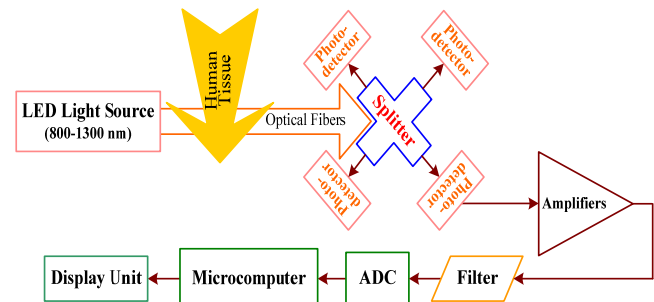 LED Light Source
(800-1300 nm)
Human
Tissue
Optical Fibers
Splitter
Photo-
detector
Photo-
detector
Photo-
detector
Photo-
detector
Amplifiers
Filter
ADC
Microcomputer
Display Unit